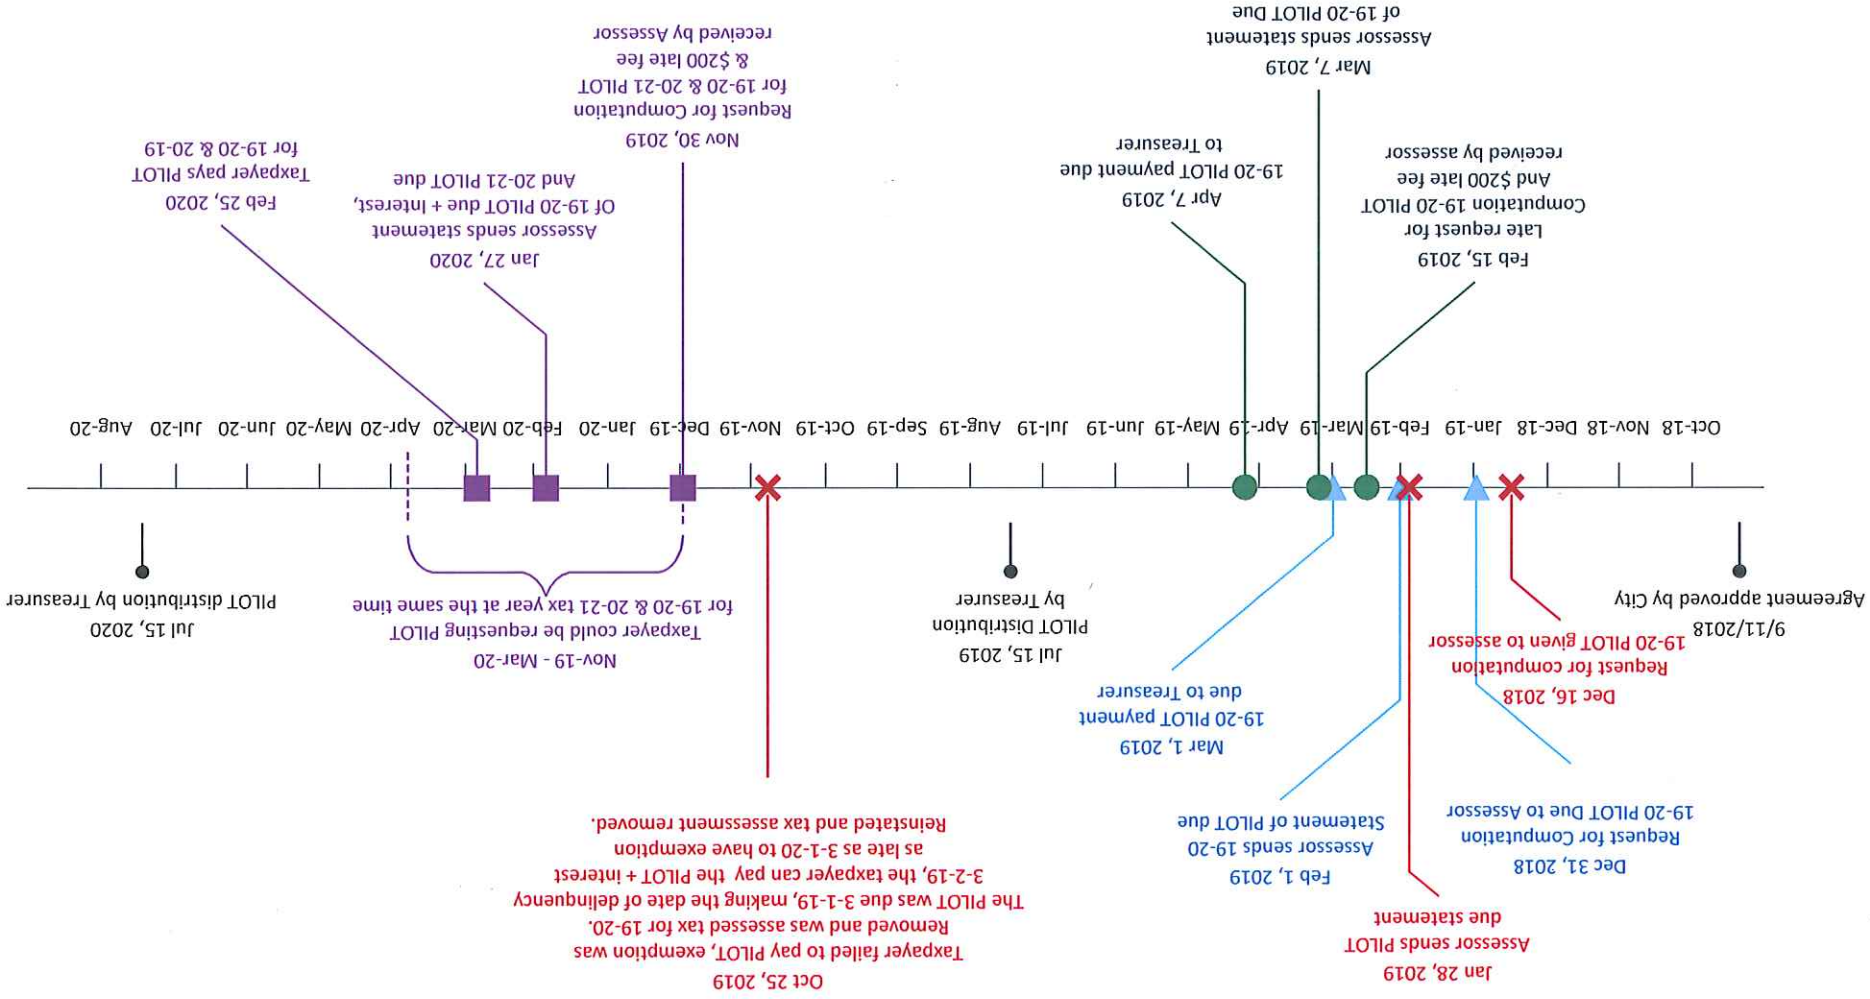 Jan 28, 2019
Assessor sends PILOT
due statement
Oct 25, 2019
Taxpayer failed to pay PILOT, exemption was
Removed and was assessed tax for 19-20.
The PILOT was due 3-1-19, making the date of delinquency
3-2-19, the taxpayer can pay the PILOT + interest
as late as 3-1-20 to have exemption
Reinstated and tax assessment removed.
Dec 31, 2018
Request for Computation
19-20 PILOT Due to Assessor
Feb 1, 2019
Assessor sends 19-20
Statement of PILOT due
Mar 1, 2019
19-20 PILOT payment
due to Treasurer
Dec 16, 2018
Request for computation
19-20 PILOT given to assessor
9/11/2018
Agreement approved by City
Jul 15, 2019
PILOT Distribution
by Treasurer
Nov-19 - Mar-20
Taxpayer could be requesting PILOT
for 19-20 & 20-21 tax year at the same time
Jul 15, 2020
PILOT distribution by Treasurer
Oct-18 Nov-18 Dec-18 Jan-19 Feb-19 Mar-19 Apr-19 May-19 Jun-19 Jul-19 Aug-19 Sep-19 Oct-19 Nov-19 Dec-19 Jan-20 Feb-20 Mar-20 Apr-20 May-20 Jun-20 Jul-20 Aug-20
Feb 15, 2019
Late request for
Computation 19-20 PILOT
And $200 late fee
received by assessor
Mar 7, 2019
Assessor sends statement
of 19-20 PILOT Due
Apr 7, 2019
19-20 PILOT payment due
to Treasurer
Nov 30, 2019
Request for Computation
for 19-20 & 20-21 PILOT
& $200 late fee
received by Assessor
Jan 27, 2020
Assessor sends statement
Of 19-20 PILOT due + Interest,
And 20-21 PILOT due
Feb 25, 2020
Taxpayer pays PILOT
for 19-20 & 20-19